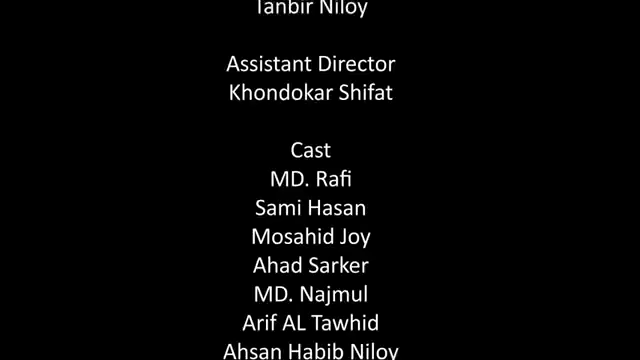 Tanbir Niloy
Assistant Director
Khondokar Shifat
Cast
MD. Rafi
Sami Hasan
Mosahid Joy
Ahad Sarker
MD. Najmul
Arif AL Tawhid
Ahsan Habib Niloy